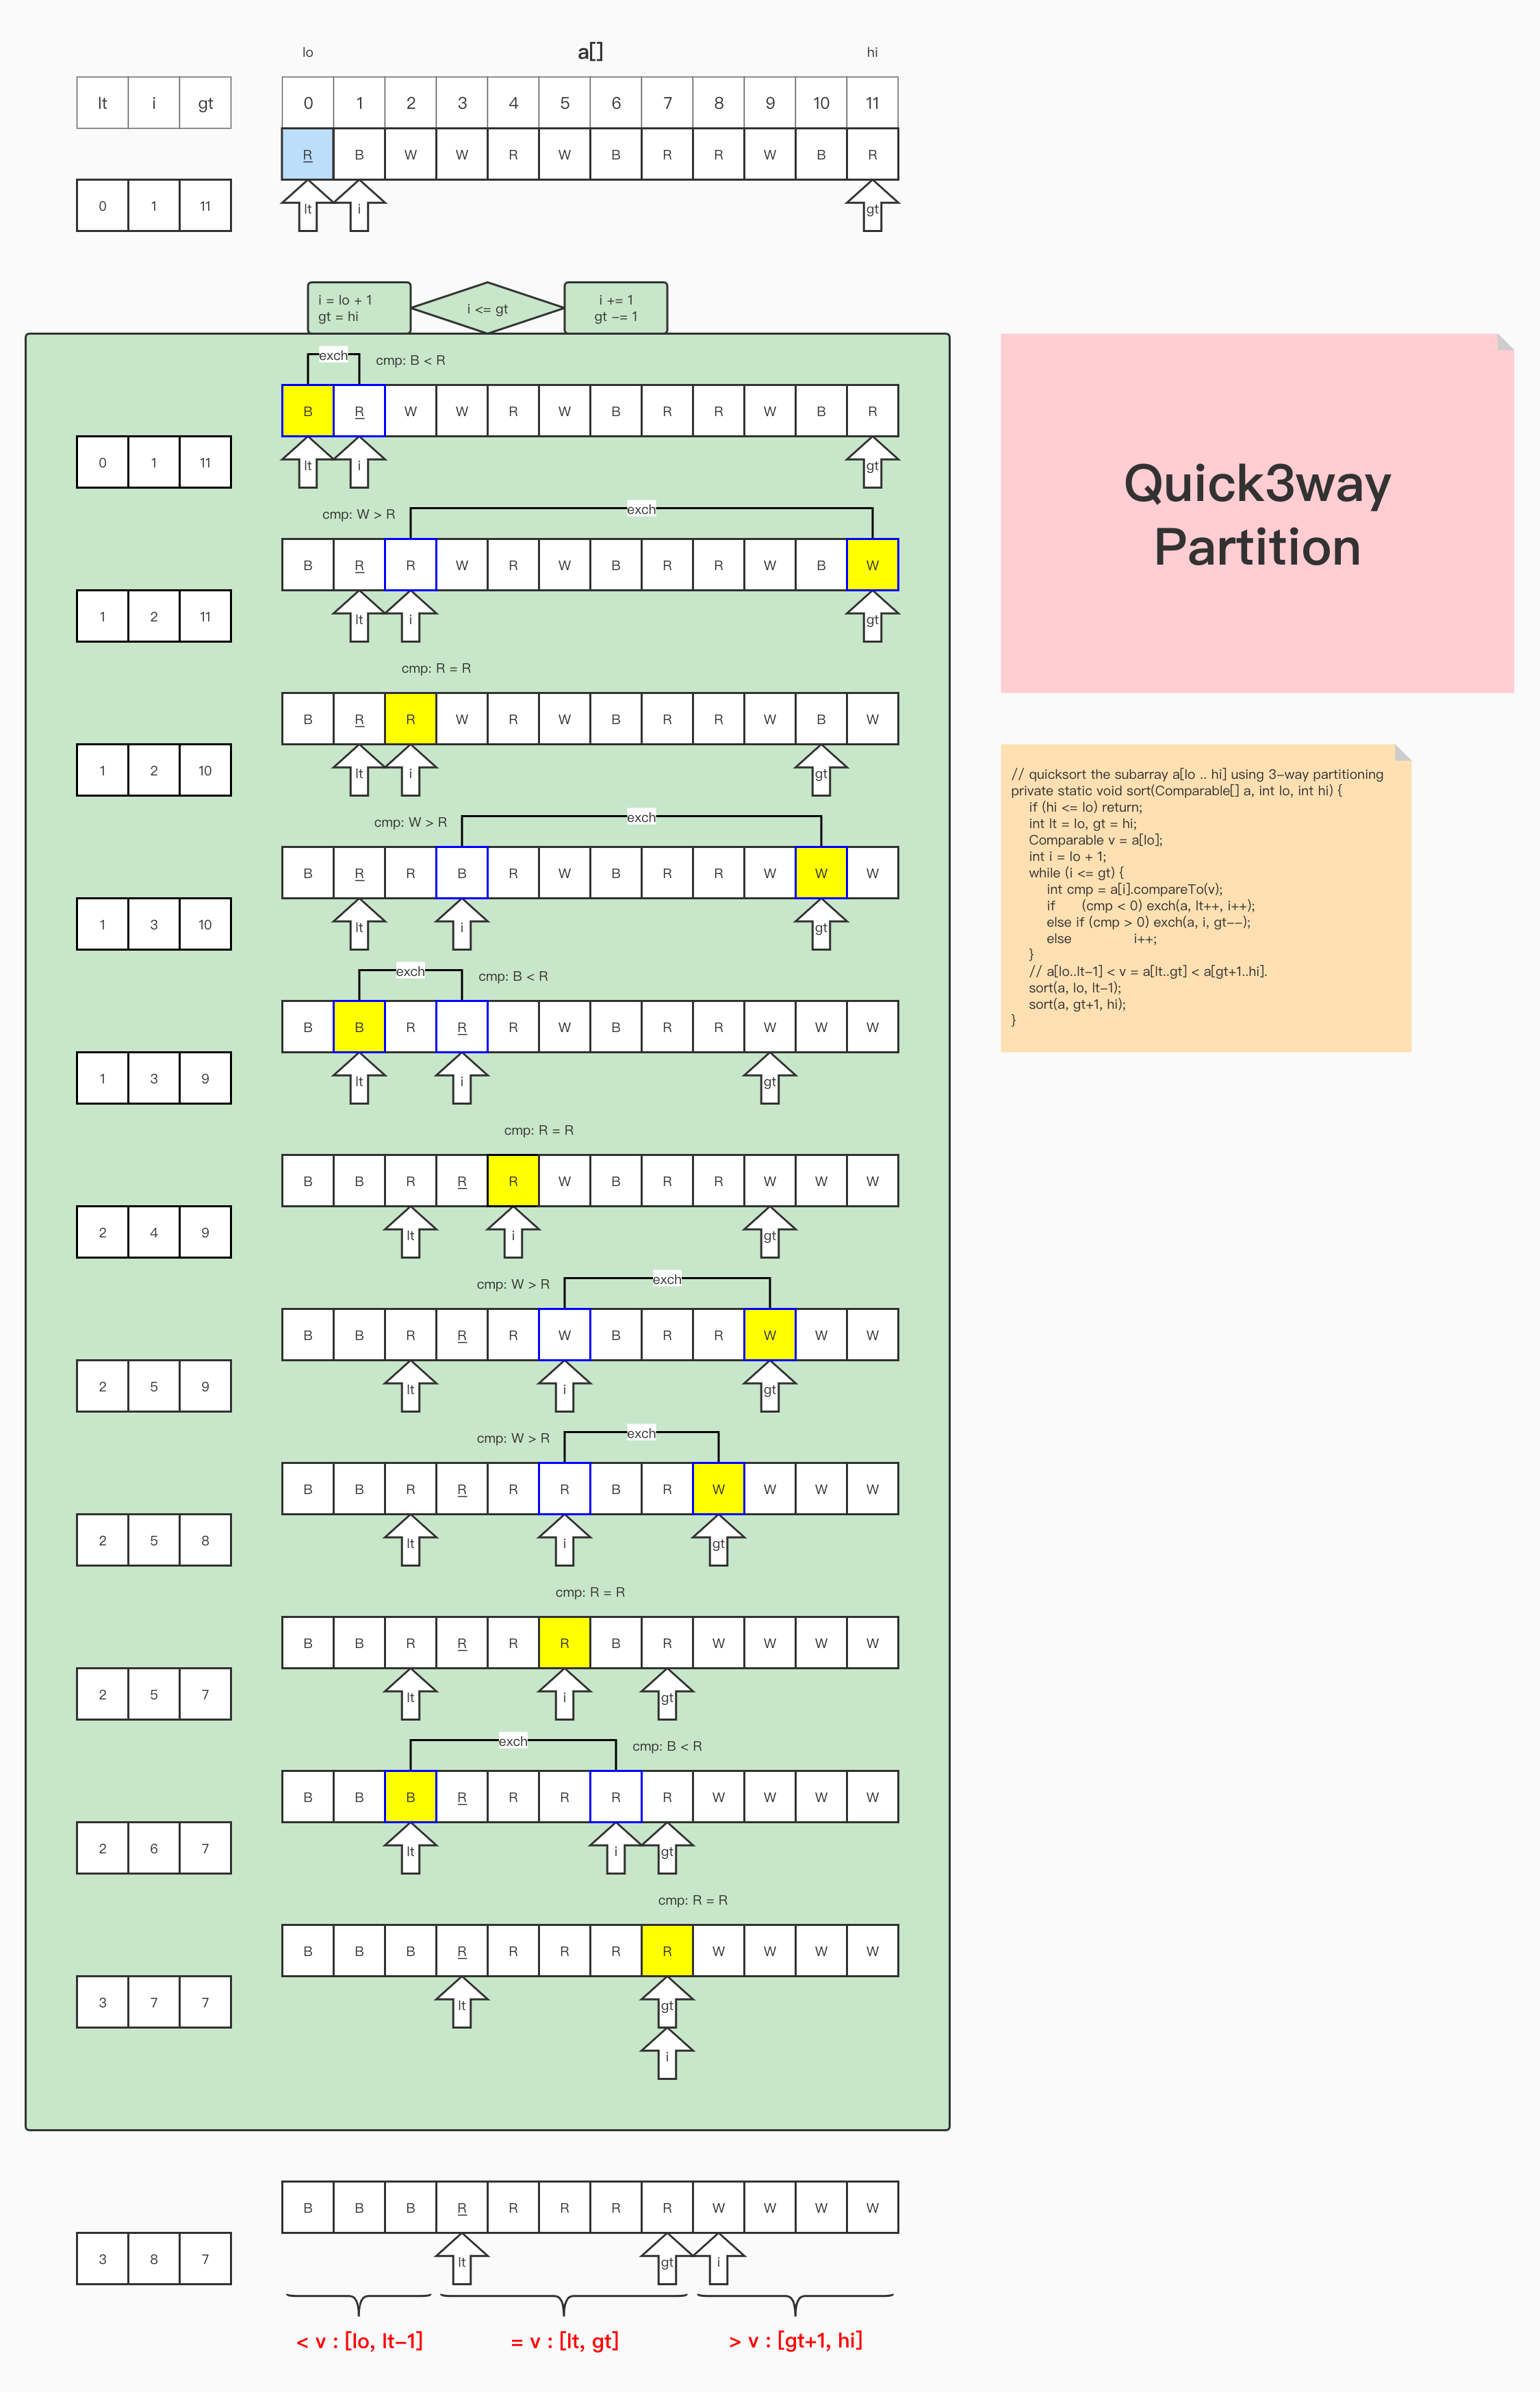 lo a[] hi
lt i gt 0 1 2 3 4 5 6 7 8 9 10 11
R B W W R W B R R W B R
0 1 11 lt i gt
i = lo + 1
gt = hi
i <= gt
i += 1
gt -= 1
exch cmp: B < R
B R W W R W B R R W B R
0 1 11 lt i gt
cmp: W > R exch
B R R W R W B R R W B W
1 2 11 lt i gt
cmp: R = R
B R R W R W B R R W B W
1 2 10 lt i gt
cmp: W > R exch
B R R B R W B R R W W W
1 3 10 lt i gt
exch cmp: B < R
B B R R R W B R R W W W
1 3 9 lt i gt
cmp: R = R
B B R R R W B R R W W W
2 4 9 lt i gt
cmp: W > R exch
B B R R R W B R R W W W
2 5 9 lt i gt
cmp: W > R exch
B B R R R R B R W W W W
2 5 8 lt i gt
cmp: R = R
B B R R R R B R W W W W
2 5 7 lt i gt
exch cmp: B < R
B B B R R R R R W W W W
2 6 7 lt i gt
cmp: R = R
B B B R R R R R W W W W
3 7 7 lt gt
i
B B B R R R R R W W W W
3 8 7 lt gt i
< v : [lo, lt-1] = v : [lt, gt] > v : [gt+1, hi]
Quick3way
Partition
// quicksort the subarray a[lo .. hi] using 3-way partitioning
private static void sort(Comparable[] a, int lo, int hi) {
if (hi <= lo) return;
int lt = lo, gt = hi;
Comparable v = a[lo];
int i = lo + 1;
while (i <= gt) {
int cmp = a[i].compareTo(v);
if (cmp < 0) exch(a, lt++, i++);
else if (cmp > 0) exch(a, i, gt--);
else i++;
}
// a[lo..lt-1] < v = a[lt..gt] < a[gt+1..hi].
sort(a, lo, lt-1);
sort(a, gt+1, hi);
}